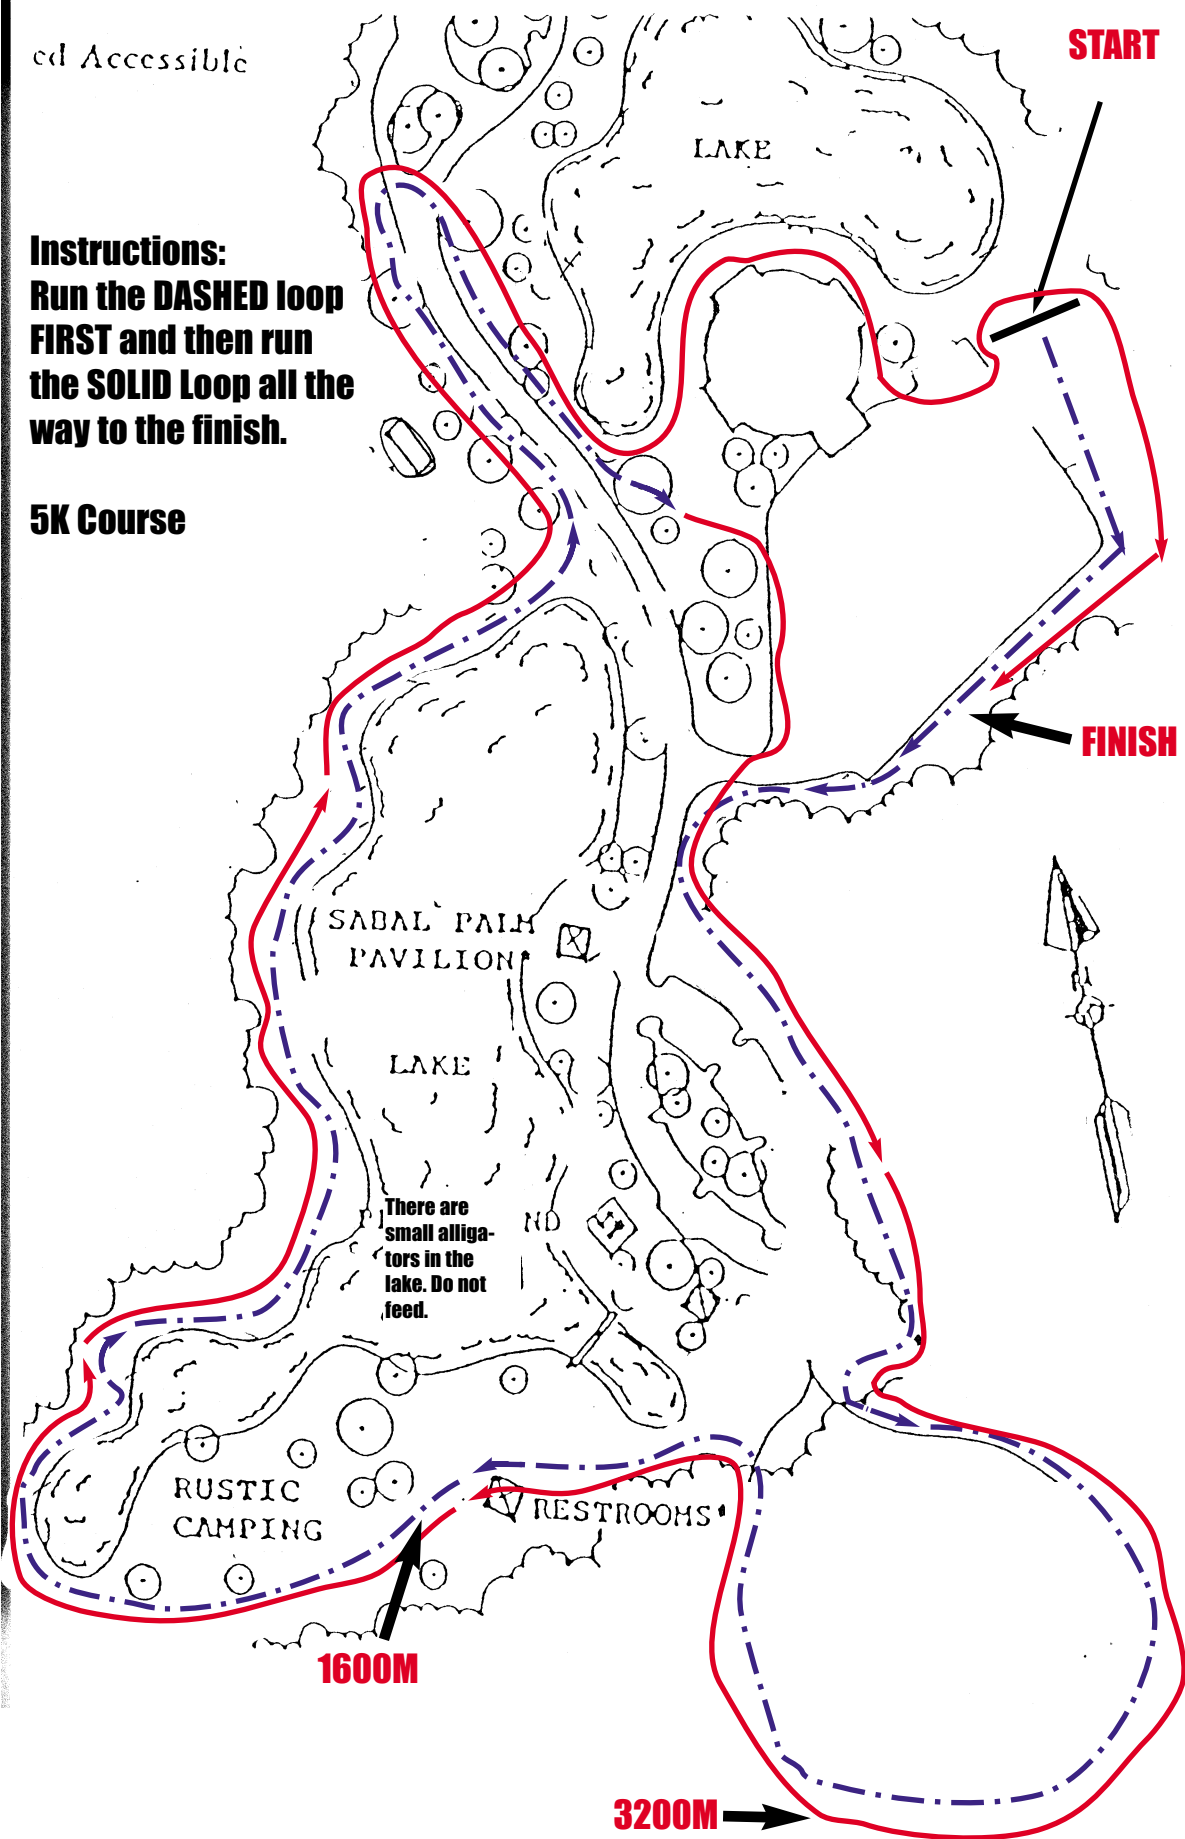 ed Accessible
START
LAKE
Instructions:
Run the DASHED loop
FIRST and then run
the SOLID Loop all the
way to the finish.
5K Course
FINISH
SABAL PALM
PAVILION
LAKE
There are
small alliga-
tors in the
lake. Do not
feed.
ND
RUSTIC
CAMPING
RESTROOMS
1600M
3200M